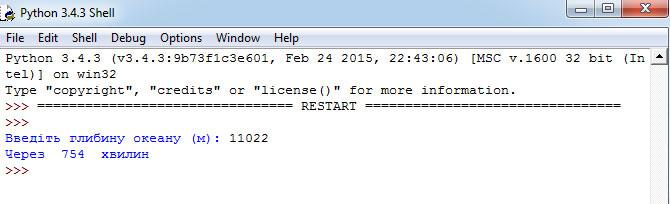 Python 3.4.3 Shell
File Edit Shell Debug Options Window Help
Python 3.4.3 (v3.4.3:9b73f1c3e601, Feb 24 2015, 22:43:06) [MSC v.1600 32 bit (In
tel)] on win32
Type "copyright", "credits" or "license()" for more information.
>>> ================================ RESTART ================================
>>>
Введіть глибину океану (м): 11022
Через 754 хвилин
>>>